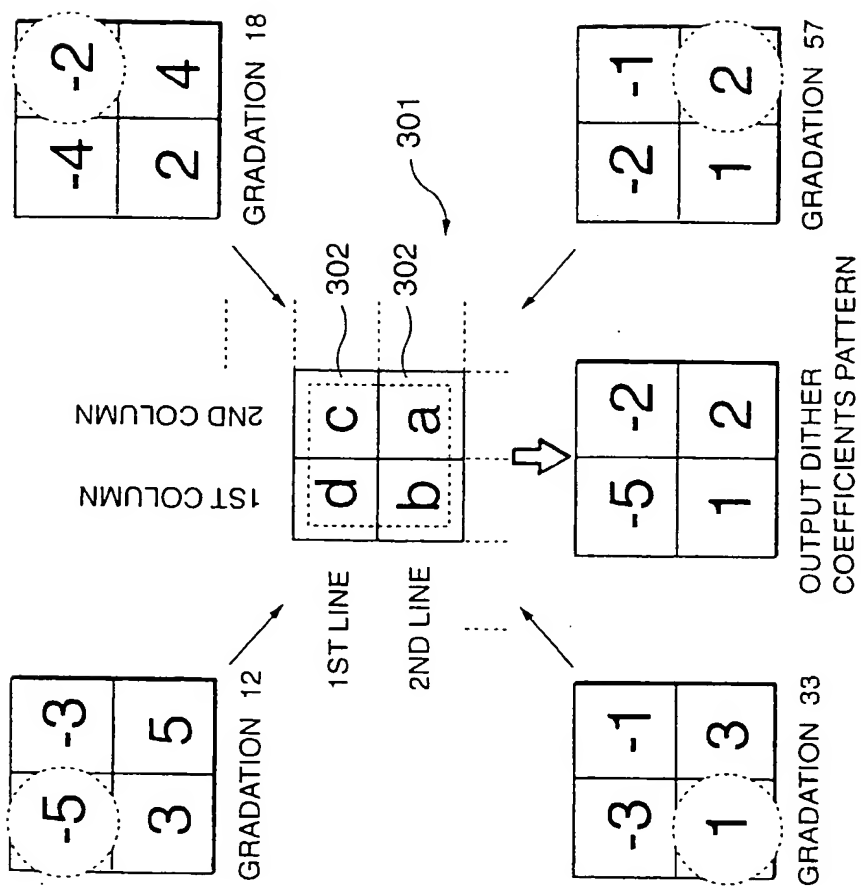 -5 -3
3 5
GRADATION 12
-4 -2
2 4
GRADATION 18
1ST COLUMN
2ND COLUMN
1ST LINE
2ND LINE
d c
b a
302
302
301
-3 -1
1 3
GRADATION 33
-5 -2
1 2
OUTPUT DITHER
COEFFICIENTS PATTERN
-2 -1
1 2
GRADATION 57